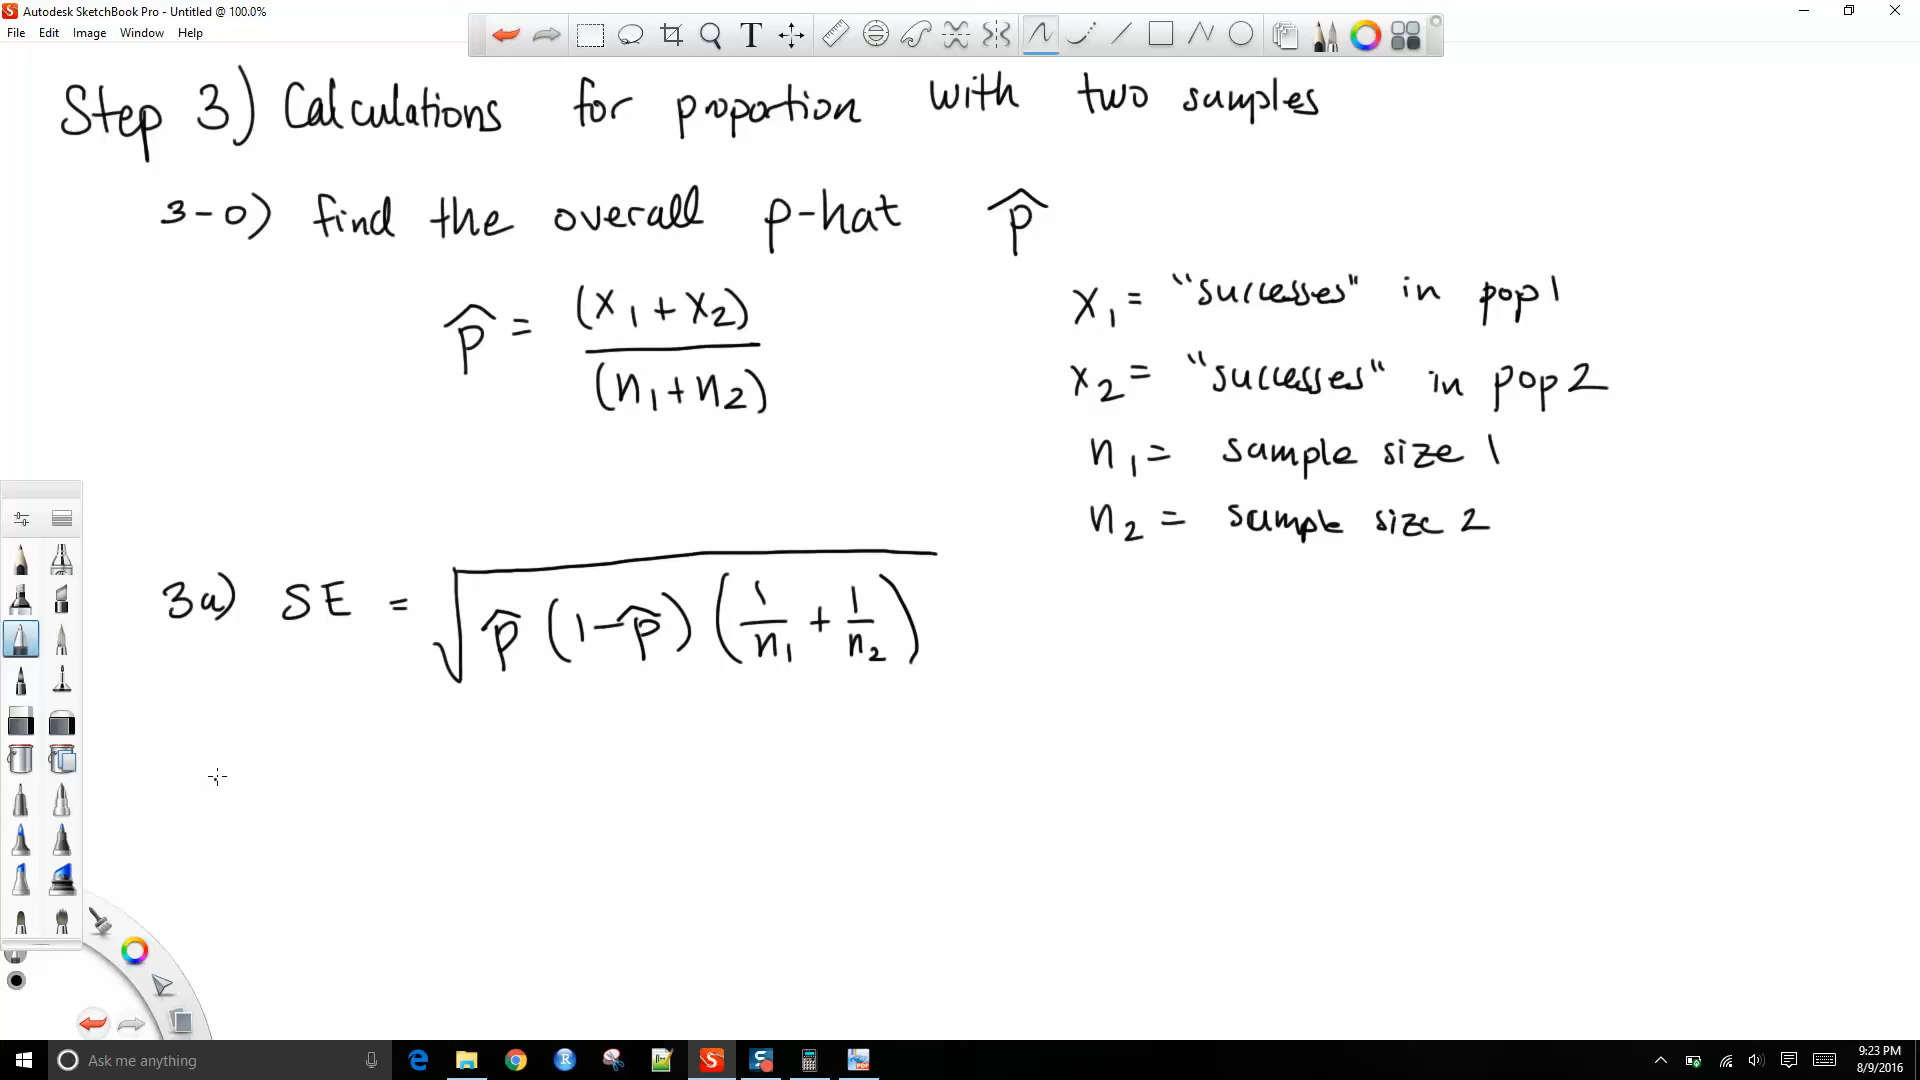 Autodesk SketchBook Pro - Untitled @ 100.0%
File Edit Image Window Help
Step 3) Calculations for proportion with two samples
3-0) find the overall p-hat p̂
p̂ = (x₁ + x₂) / (n₁ + n₂)
x₁ = "successes" in pop 1
x₂ = "successes" in pop 2
n₁ = sample size 1
n₂ = sample size 2
3a) SE = √(p̂ (1-p̂) (1/n₁ + 1/n₂))
Ask me anything
9:23 PM
8/9/2016